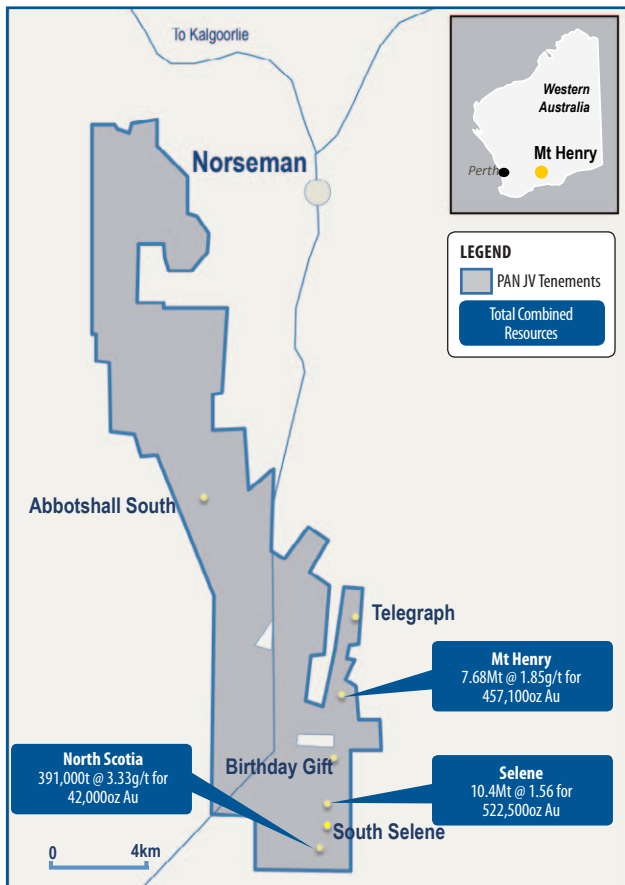 To Kalgoorlie
Western
Australia
Perth
Mt Henry
Norseman
LEGEND
PAN JV Tenements
Total Combined
Resources
Abbotshall South
Telegraph
Mt Henry
7.68Mt @ 1.85g/t for
457,100oz Au
North Scotia
391,000t @ 3.33g/t for
42,000oz Au
Birthday Gift
Selene
10.4Mt @ 1.56 for
522,500oz Au
South Selene
0 4km